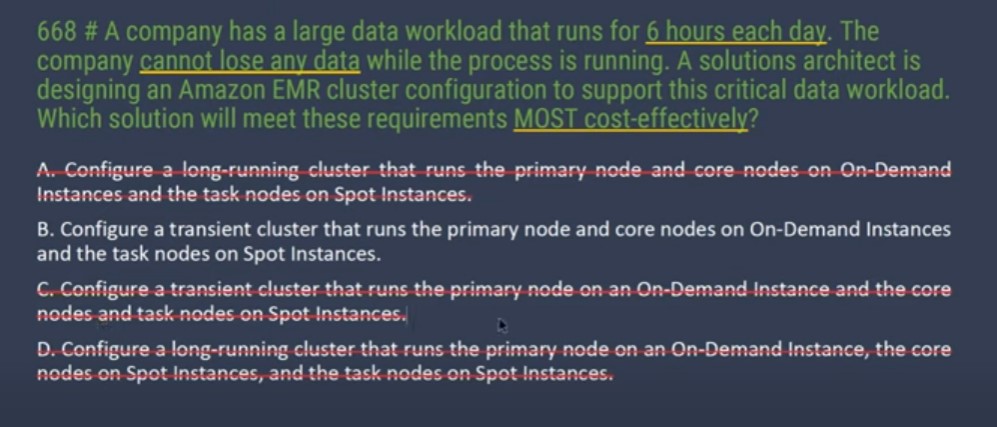 668 # A company has a large data workload that runs for 6 hours each day. The
company cannot lose any data while the process is running. A solutions architect is
designing an Amazon EMR cluster configuration to support this critical data workload.
Which solution will meet these requirements MOST cost-effectively?
A. Configure a long-running cluster that runs the primary node and core nodes on On-Demand
Instances and the task nodes on Spot Instances.
B. Configure a transient cluster that runs the primary node and core nodes on On-Demand Instances
and the task nodes on Spot Instances.
C. Configure a transient cluster that runs the primary node on an On-Demand Instance and the core
nodes and task nodes on Spot Instances.
D. Configure a long-running cluster that runs the primary node on an On-Demand Instance, the core
nodes on Spot Instances, and the task nodes on Spot Instances.